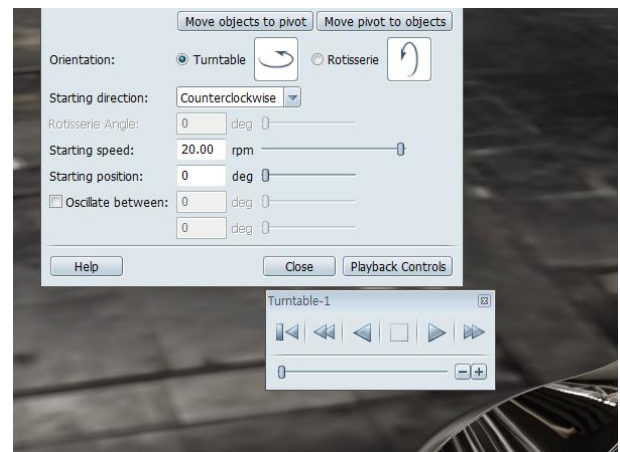 Move objects to pivot Move pivot to objects
Orientation: Turntable Rotisserie
Starting direction: Counterclockwise
Rotisserie Angle: 0 deg
Starting speed: 20.00 rpm
Starting position: 0 deg
Oscillate between: 0 deg
0 deg
Help Close Playback Controls
Turntable-1